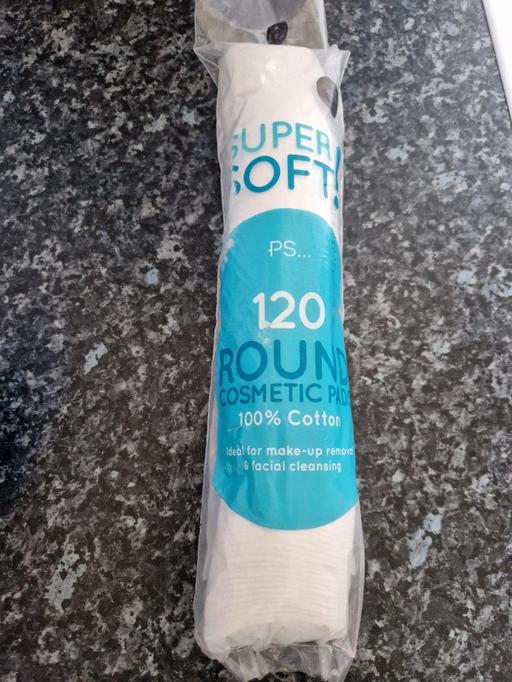 SUPER
SOFT!
PS...
120
ROUND
COSMETIC PADS
100% Cotton
Ideal for make-up removal
& facial cleansing